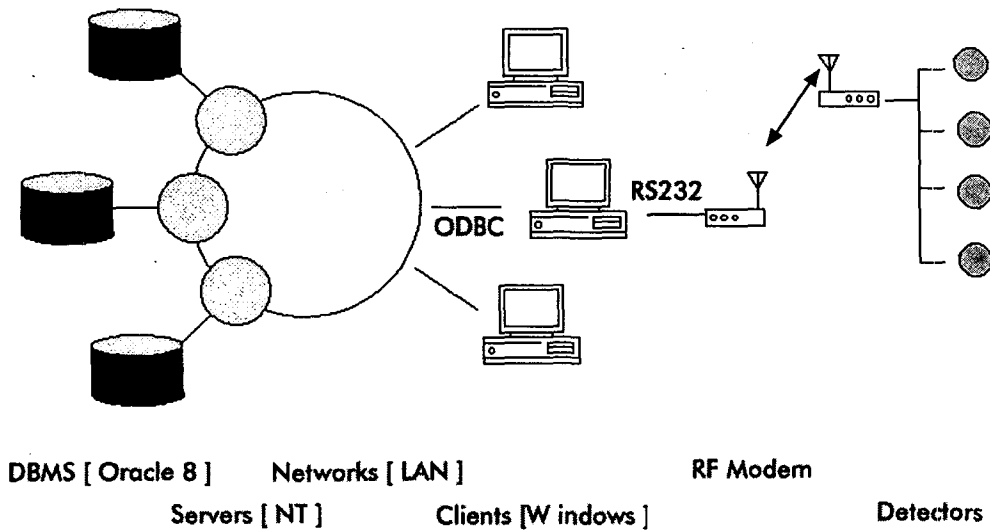 RS232
ODBC
DBMS [ Oracle 8 ] Networks [ LAN ] RF Modem
Servers [ NT ] Clients [W indows ] Detectors